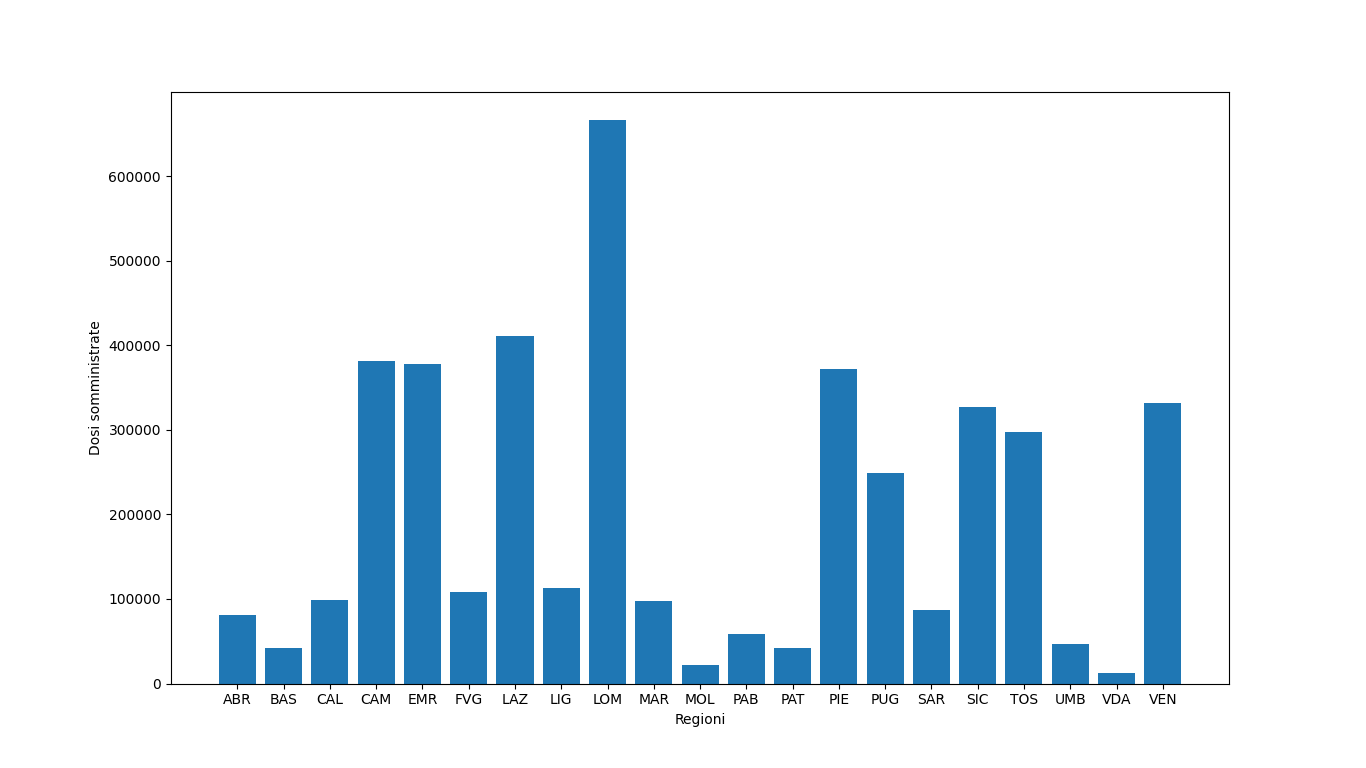 600000
500000
400000
300000
200000
100000
0
Dosi somministrate
ABR BAS CAL CAM EMR FVG LAZ LIG LOM MAR MOL PAB PAT PIE PUG SAR SIC TOS UMB VDA VEN
Regioni